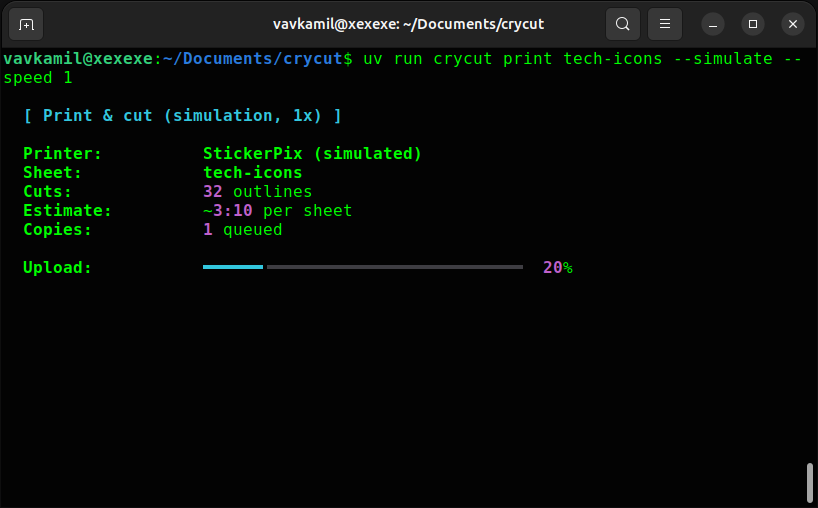 vavkamil@xexexe: ~/Documents/crycut
vavkamil@xexexe:~/Documents/crycut$ uv run crycut print tech-icons --simulate --
speed 1
[ Print & cut (simulation, 1x) ]
Printer: StickerPix (simulated)
Sheet: tech-icons
Cuts: 32 outlines
Estimate: ~3:10 per sheet
Copies: 1 queued
Upload: 20%